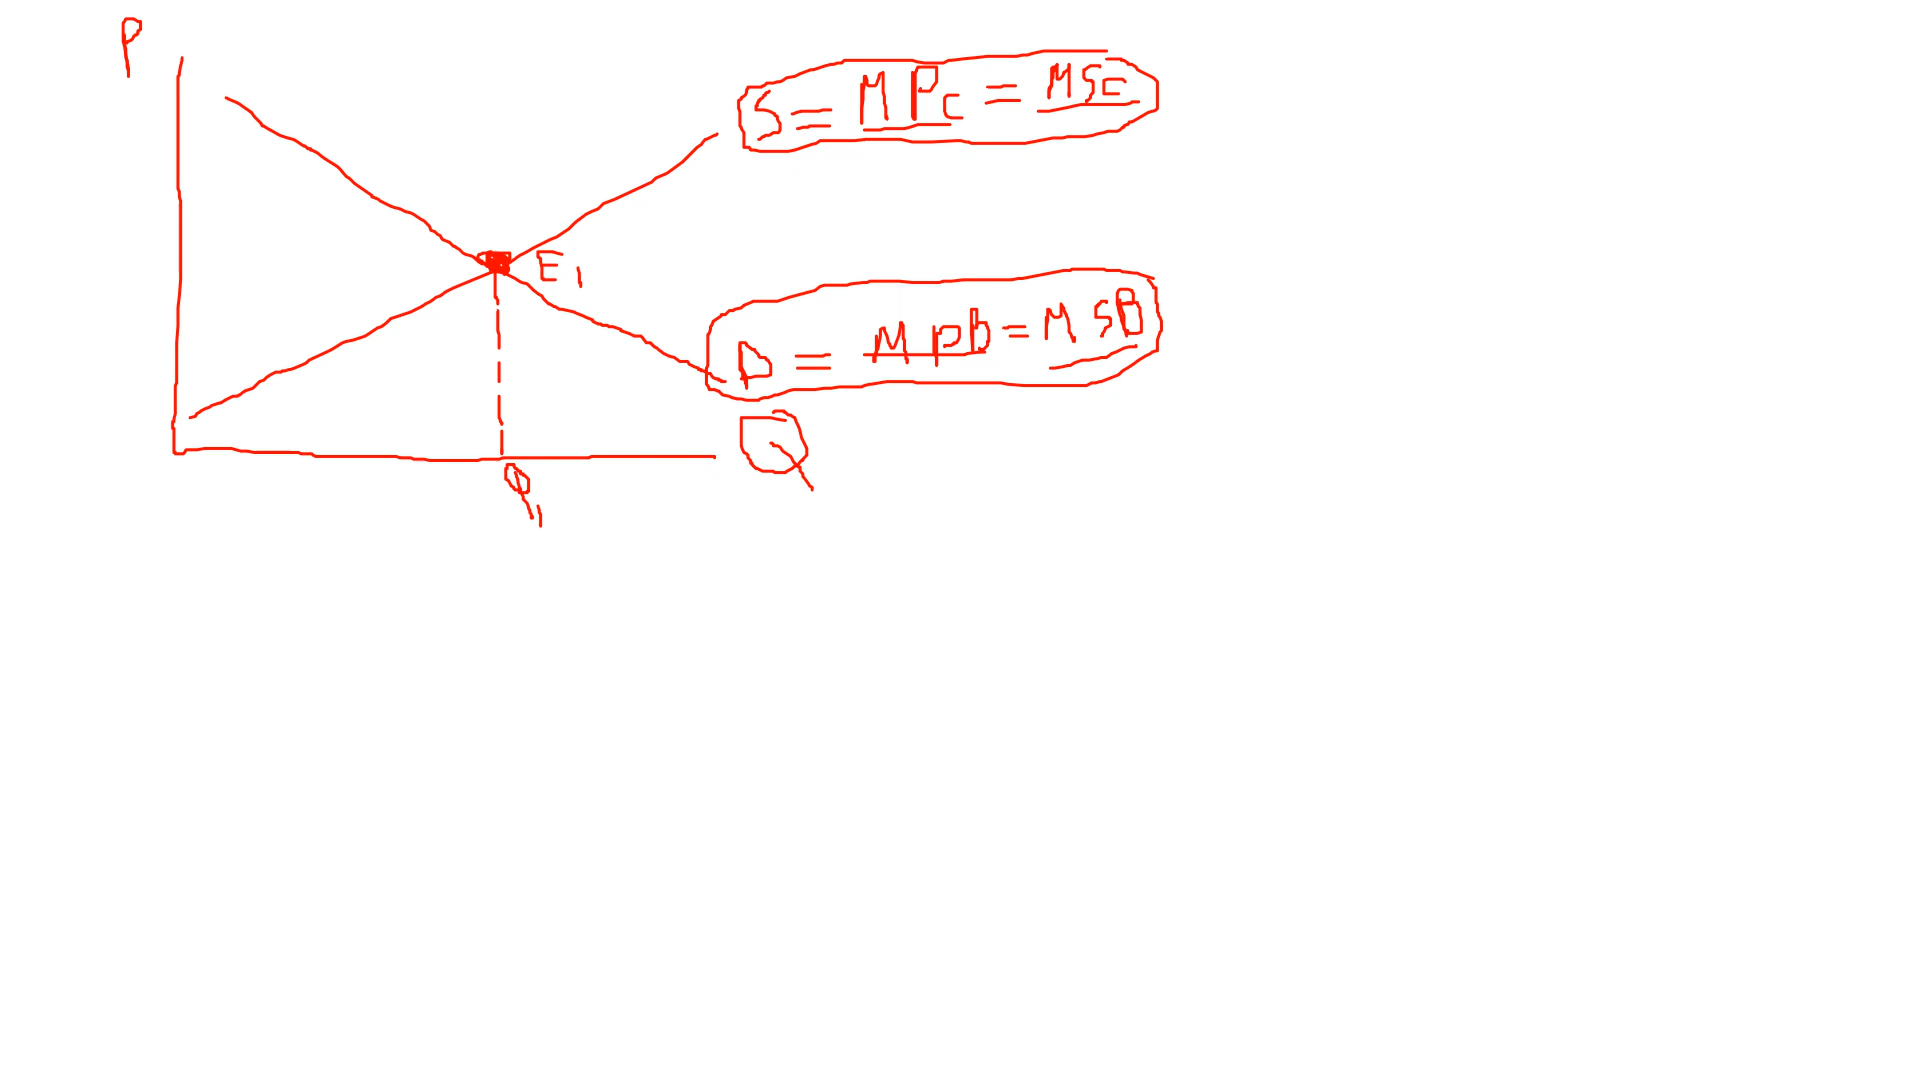 P
S = MPC = MSC
E1
D = MPB = MSB
Q
Q1